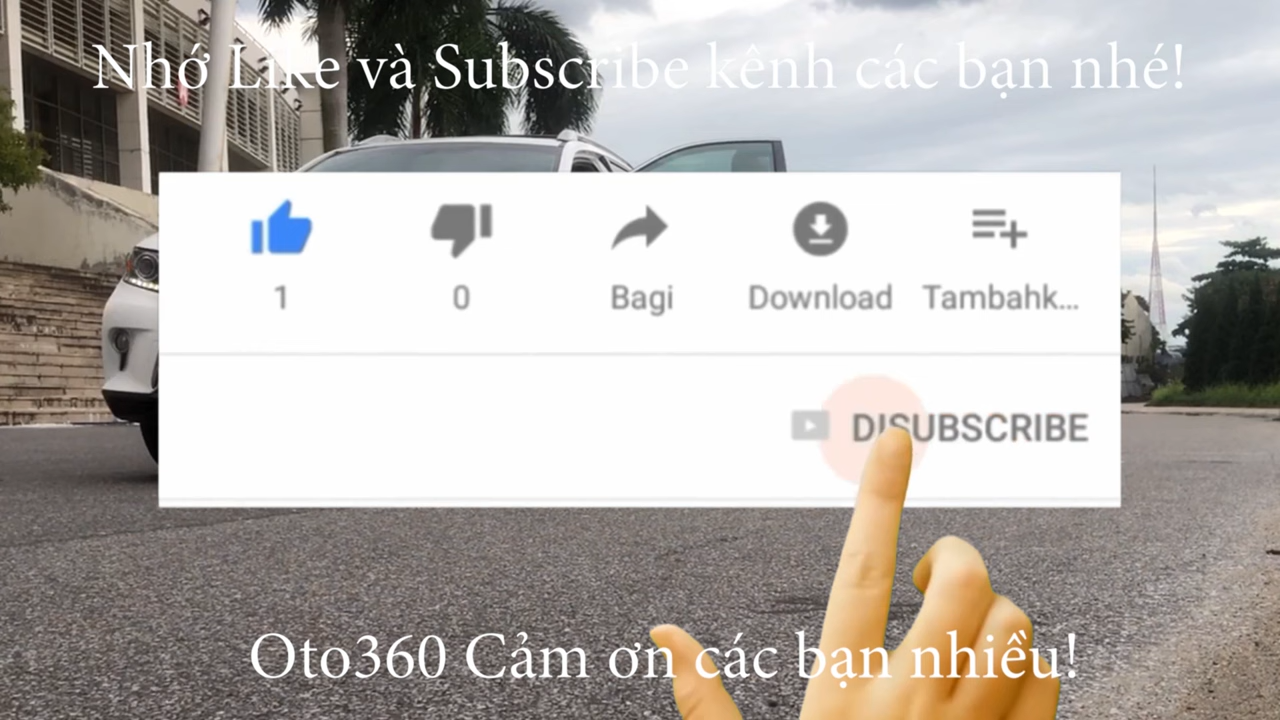 Nhớ Like và Subscribe kênh các bạn nhé!
1 0 Bagi Download Tambahk...
DISUBSCRIBE
Oto360 Cảm ơn các bạn nhiều!